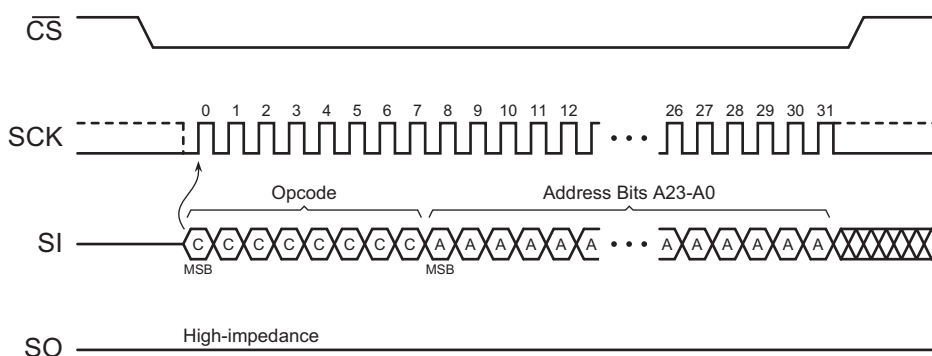 CS
0 1 2 3 4 5 6 7 8 9 10 11 12 26 27 28 29 30 31
SCK
• • •
Opcode Address Bits A23-A0
SI C C C C C C C C A A A A A A • • • A A A A A A
MSB MSB
High-impedance
SO